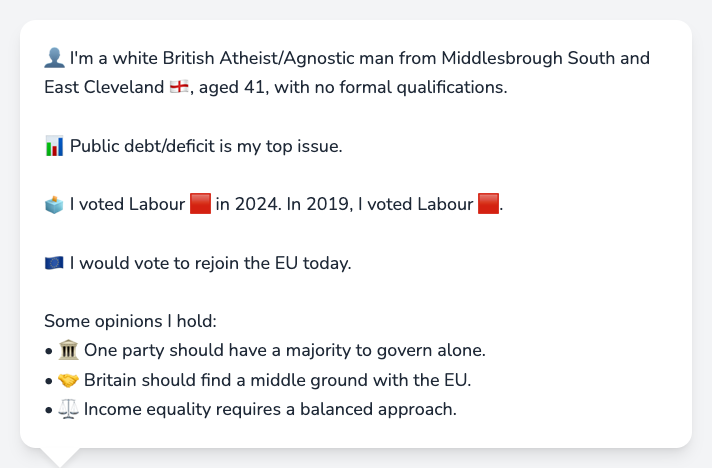 👤 I'm a white British Atheist/Agnostic man from Middlesbrough South and
East Cleveland 🏴󠁧󠁢󠁥󠁮󠁧󠁿, aged 41, with no formal qualifications.
📊 Public debt/deficit is my top issue.
🗳️ I voted Labour 🟥 in 2024. In 2019, I voted Labour 🟥.
🇪🇺 I would vote to rejoin the EU today.
Some opinions I hold:
• 🏛️ One party should have a majority to govern alone.
• 🤝 Britain should find a middle ground with the EU.
• ⚖️ Income equality requires a balanced approach.